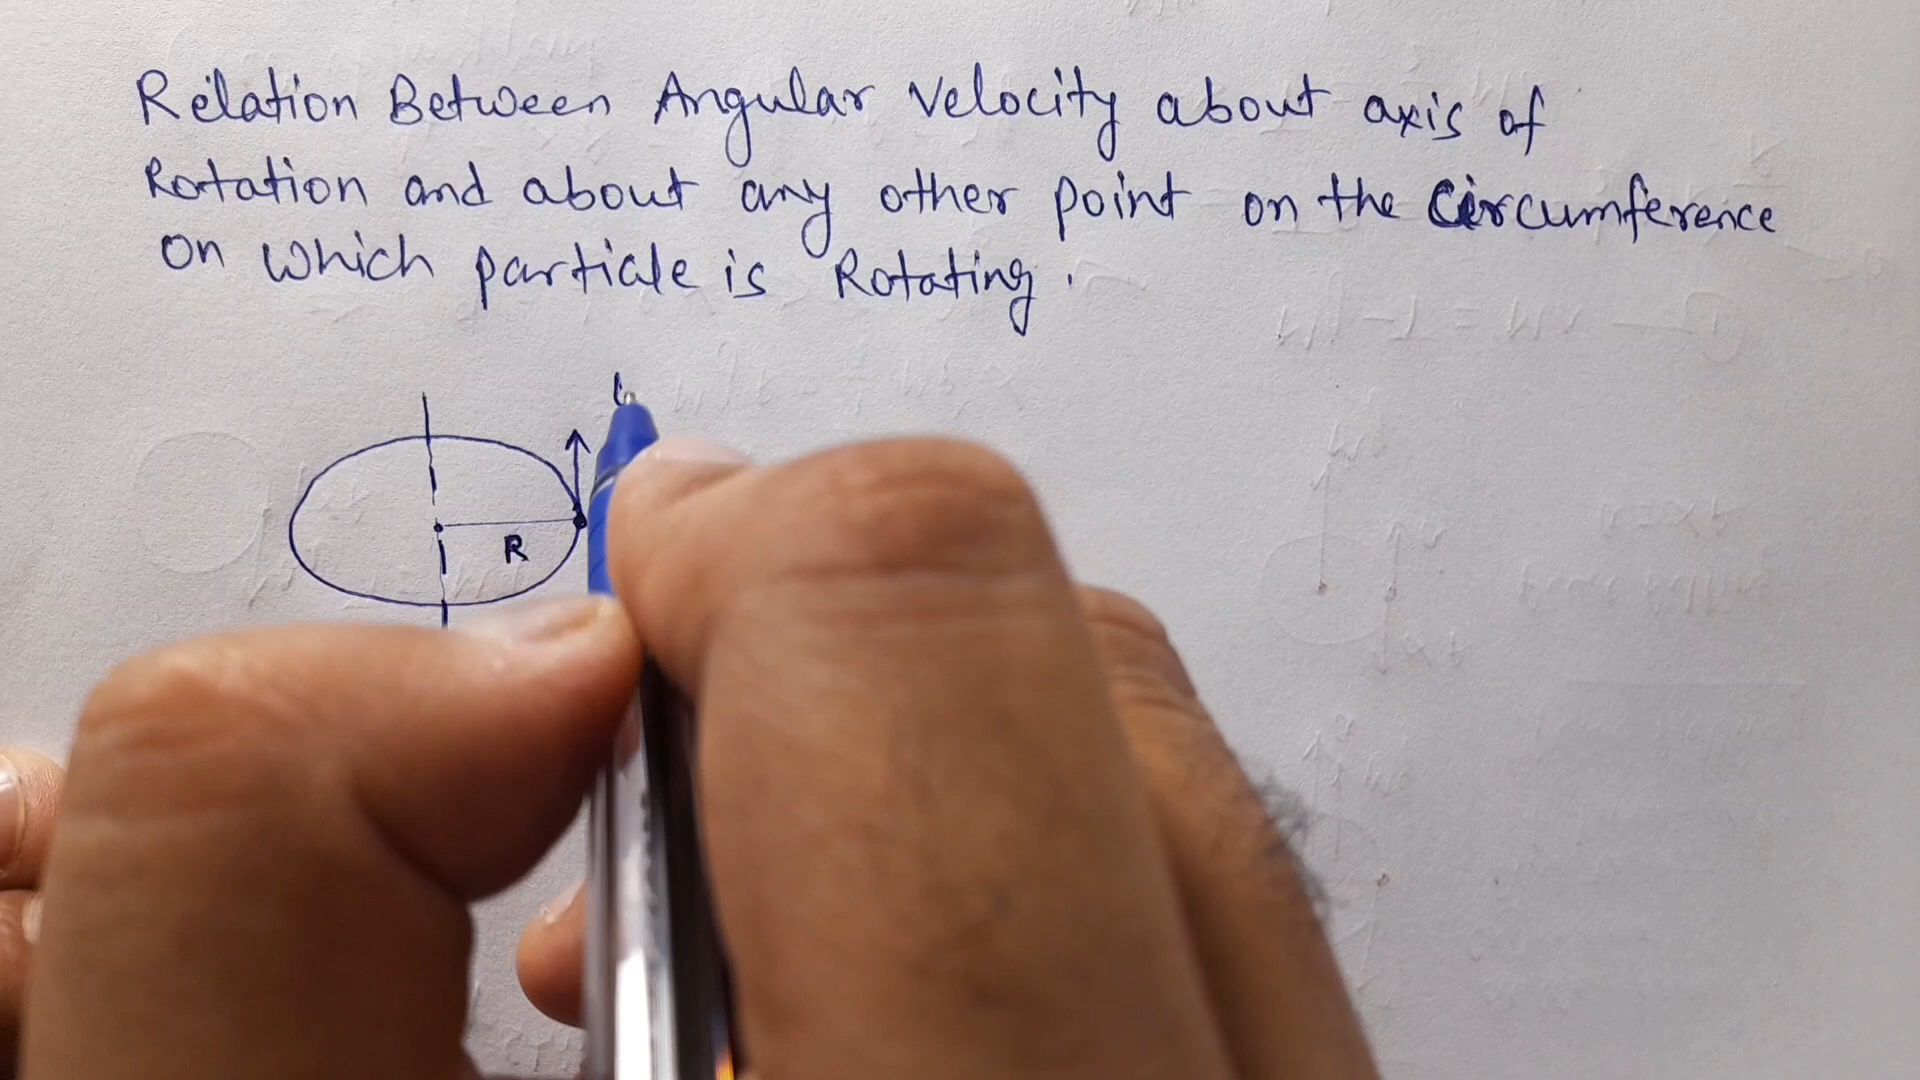 Relation Between Angular Velocity about axis of
Rotation and about any other point on the Circumference
on which particle is Rotating.
R